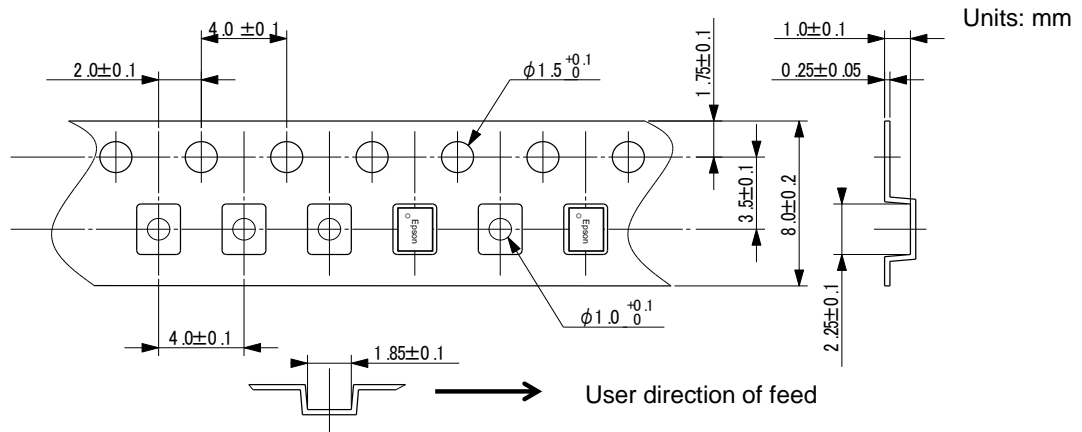 Units: mm
4.0 ±0.1
1.0±0.1
2.0±0.1
φ1.5 +0.1 0
1.75±0.1
0.25±0.05
3.5±0.1
8.0±0.2
Epson
Epson
φ1.0 +0.1 0
2.25±0.1
4.0±0.1
1.85±0.1
User direction of feed